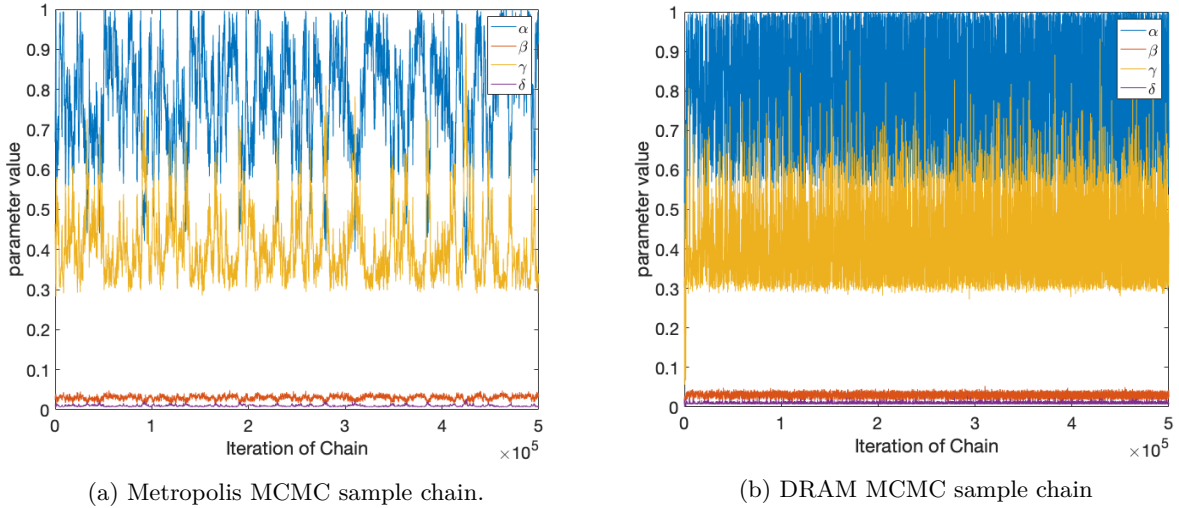 1
0.9
0.8
0.7
0.6
0.5
0.4
0.3
0.2
0.1
0
parameter value
α
β
γ
δ
0 1 2 3 4 5
Iteration of Chain
×10^5
(a) Metropolis MCMC sample chain.
1
0.9
0.8
0.7
0.6
0.5
0.4
0.3
0.2
0.1
0
parameter value
α
β
γ
δ
0 1 2 3 4 5
Iteration of Chain
×10^5
(b) DRAM MCMC sample chain